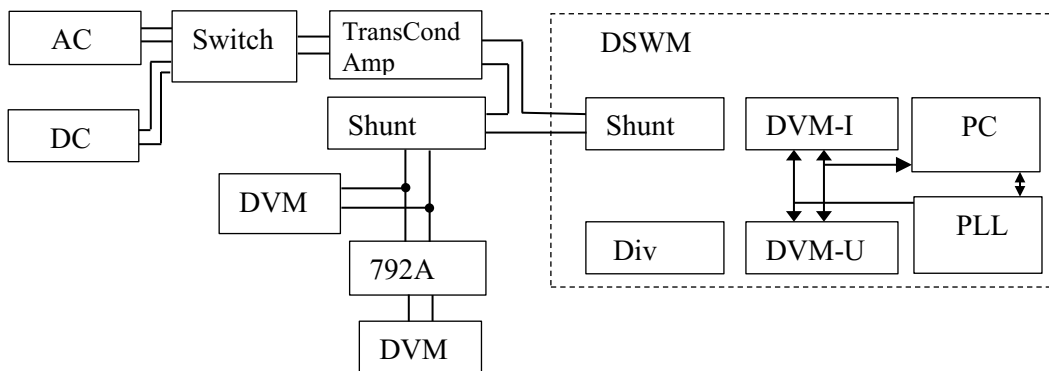 AC
Switch
TransCond
Amp
DSWM
DC
Shunt
Shunt
DVM-I
PC
DVM
Div
DVM-U
PLL
792A
DVM